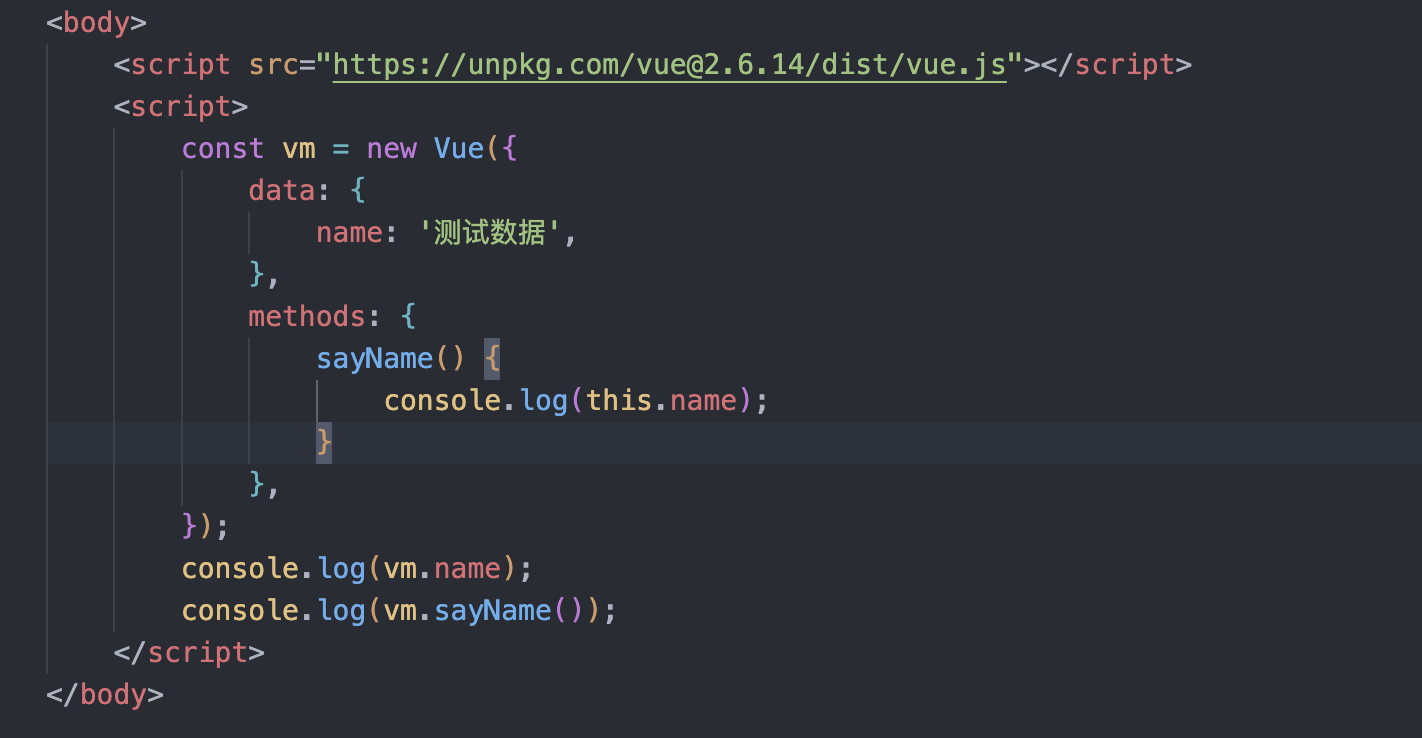 <body>
<script src="https://unpkg.com/vue@2.6.14/dist/vue.js"></script>
<script>
const vm = new Vue({
data: {
name: '测试数据',
},
methods: {
sayName() {
console.log(this.name);
}
},
});
console.log(vm.name);
console.log(vm.sayName());
</script>
</body>